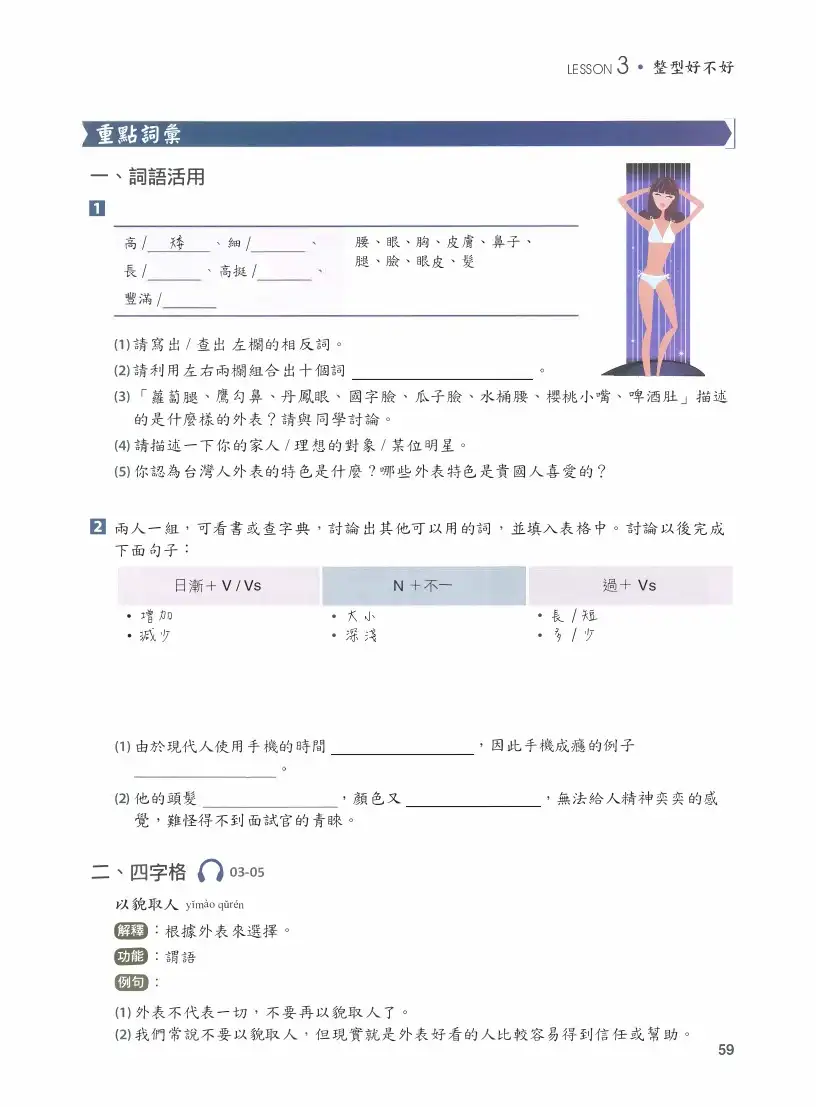 LESSON 3 • 整型好不好
重點詞彙
一、詞語活用
1
高 / 矮 、細 /________ 、
長 /________ 、高挺 /________ 、
豐滿 /________
腰、眼、胸、皮膚、鼻子、
腿、臉、眼皮、髮
(1) 請寫出 / 查出 左欄的相反詞。
(2) 請利用左右兩欄組合出十個詞 ________________ 。
(3) 「蘿蔔腿、鷹勾鼻、丹鳳眼、國字臉、瓜子臉、水桶腰、櫻桃小嘴、啤酒肚」描述
的是什麼樣的外表?請與同學討論。
(4) 請描述一下你的家人 / 理想的對象 / 某位明星。
(5) 你認為台灣人外表的特色是什麼?哪些外表特色是貴國人喜愛的?
2 兩人一組,可看書或查字典,討論出其他可以用的詞,並填入表格中。討論以後完成
下面句子:
日漸+ V / Vs
N +不一
過+ Vs
• 增加
• 減少
• 大小
• 深淺
• 長 / 短
• 多 / 少
(1) 由於現代人使用手機的時間 ________________ ,因此手機成癮的例子
________________ 。
(2) 他的頭髮 ________________ ,顏色又 ________________ ,無法給人精神奕奕的感
覺,難怪得不到面試官的青睞。
二、四字格 03-05
以貌取人 yǐmào qǔrén
解釋:根據外表來選擇。
功能:謂語
例句:
(1) 外表不代表一切,不要再以貌取人了。
(2) 我們常說不要以貌取人,但現實就是外表好看的人比較容易得到信任或幫助。
59